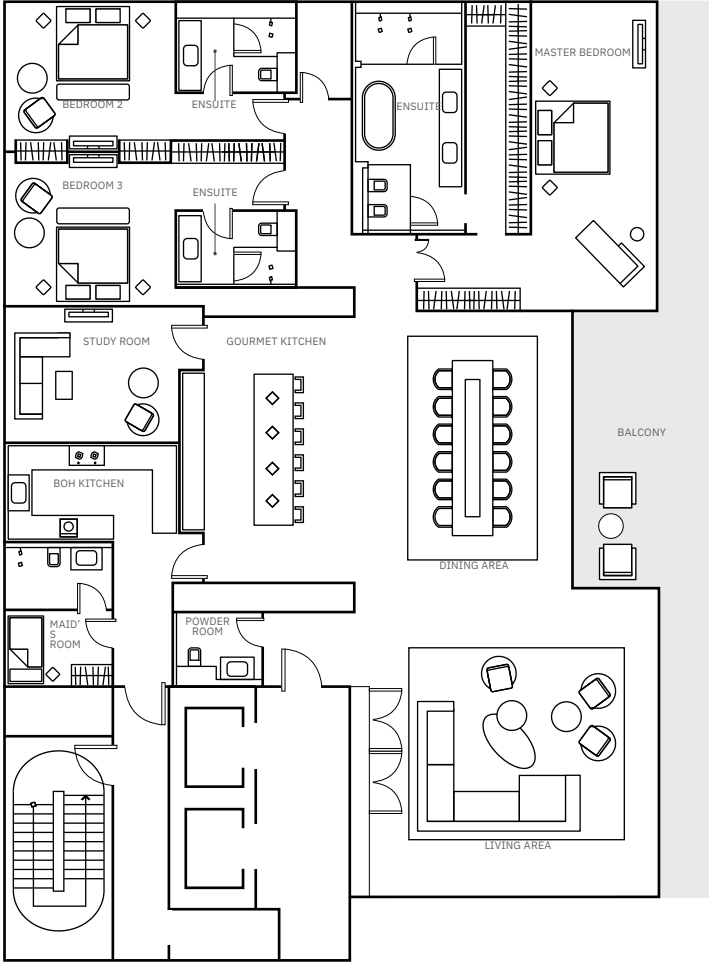 MASTER BEDROOM
BEDROOM 2
ENSUITE
ENSUITE
BEDROOM 3
ENSUITE
STUDY ROOM
GOURMET KITCHEN
BALCONY
BOH KITCHEN
DINING AREA
MAID'
S
ROOM
POWDER
ROOM
LIVING AREA